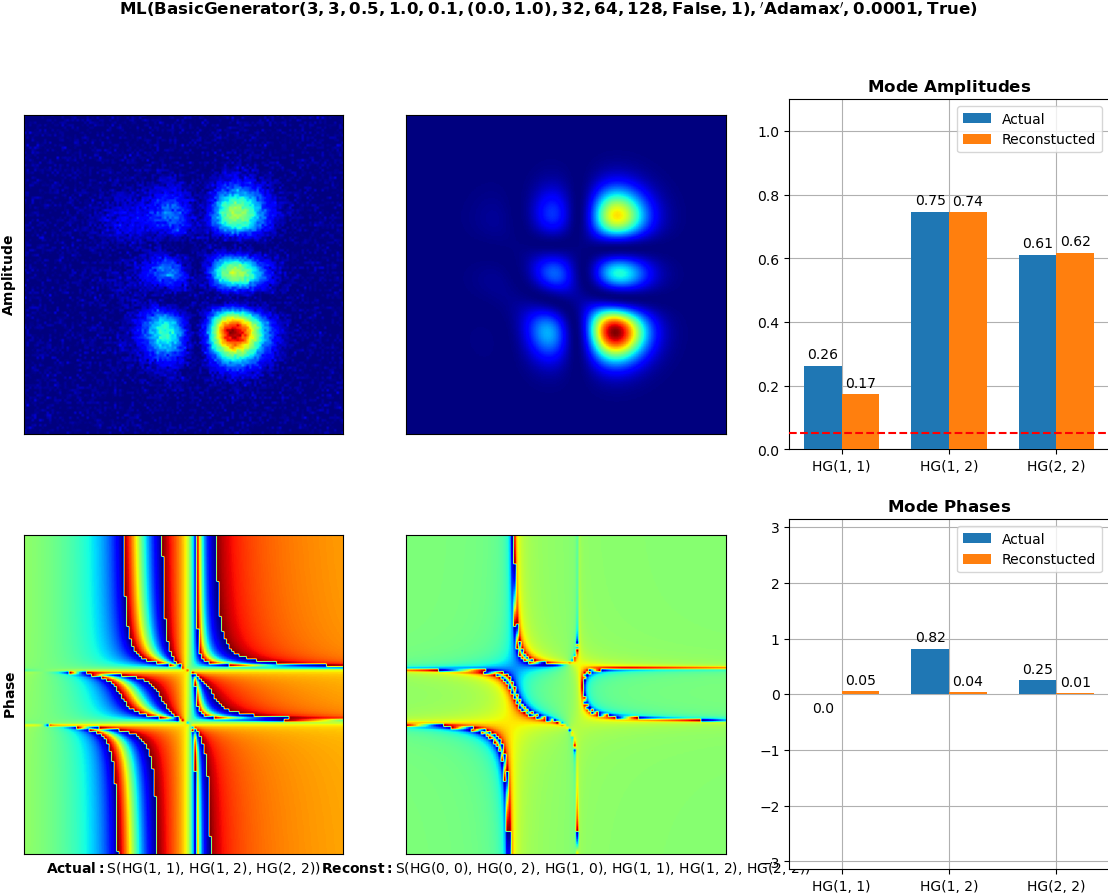 ML(BasicGenerator(3, 3, 0.5, 1.0, 0.1, (0.0, 1.0), 32, 64, 128, False, 1), ′Adamax′, 0.0001, True)
Mode Amplitudes
Amplitude
1.0
0.8
0.6
0.4
0.2
0.0
Actual
Reconstucted
0.26
0.17
0.75
0.74
0.61
0.62
HG(1, 1)
HG(1, 2)
HG(2, 2)
Mode Phases
Phase
3
2
1
0
−1
−2
−3
Actual
Reconstucted
0.0
0.05
0.82
0.04
0.25
0.01
HG(1, 1)
HG(1, 2)
HG(2, 2)
Actual: S(HG(1, 1), HG(1, 2), HG(2, 2)) Reconst: S(HG(0, 0), HG(0, 2), HG(1, 0), HG(1, 1), HG(1, 2), HG(2, 2))